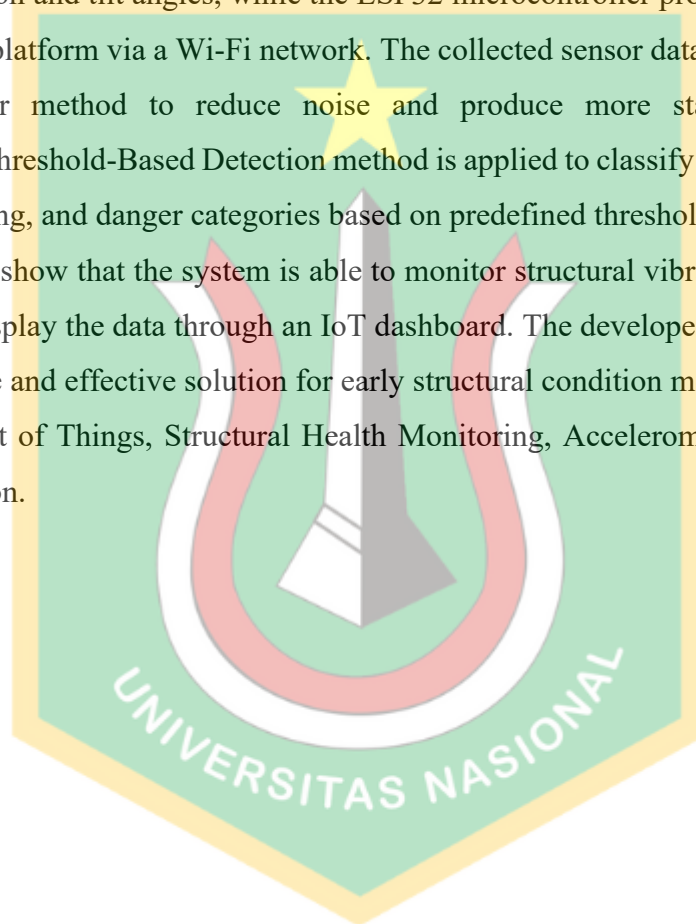 on and tilt angles, while the ESP32 microcontroller pro
platform via a Wi-Fi network. The collected sensor data
r method to reduce noise and produce more sta
hreshold-Based Detection method is applied to classify
ng, and danger categories based on predefined threshol
show that the system is able to monitor structural vibr
splay the data through an IoT dashboard. The develope
e and effective solution for early structural condition m
t of Things, Structural Health Monitoring, Accelerom
on.
UNIVERSITAS NASIONAL